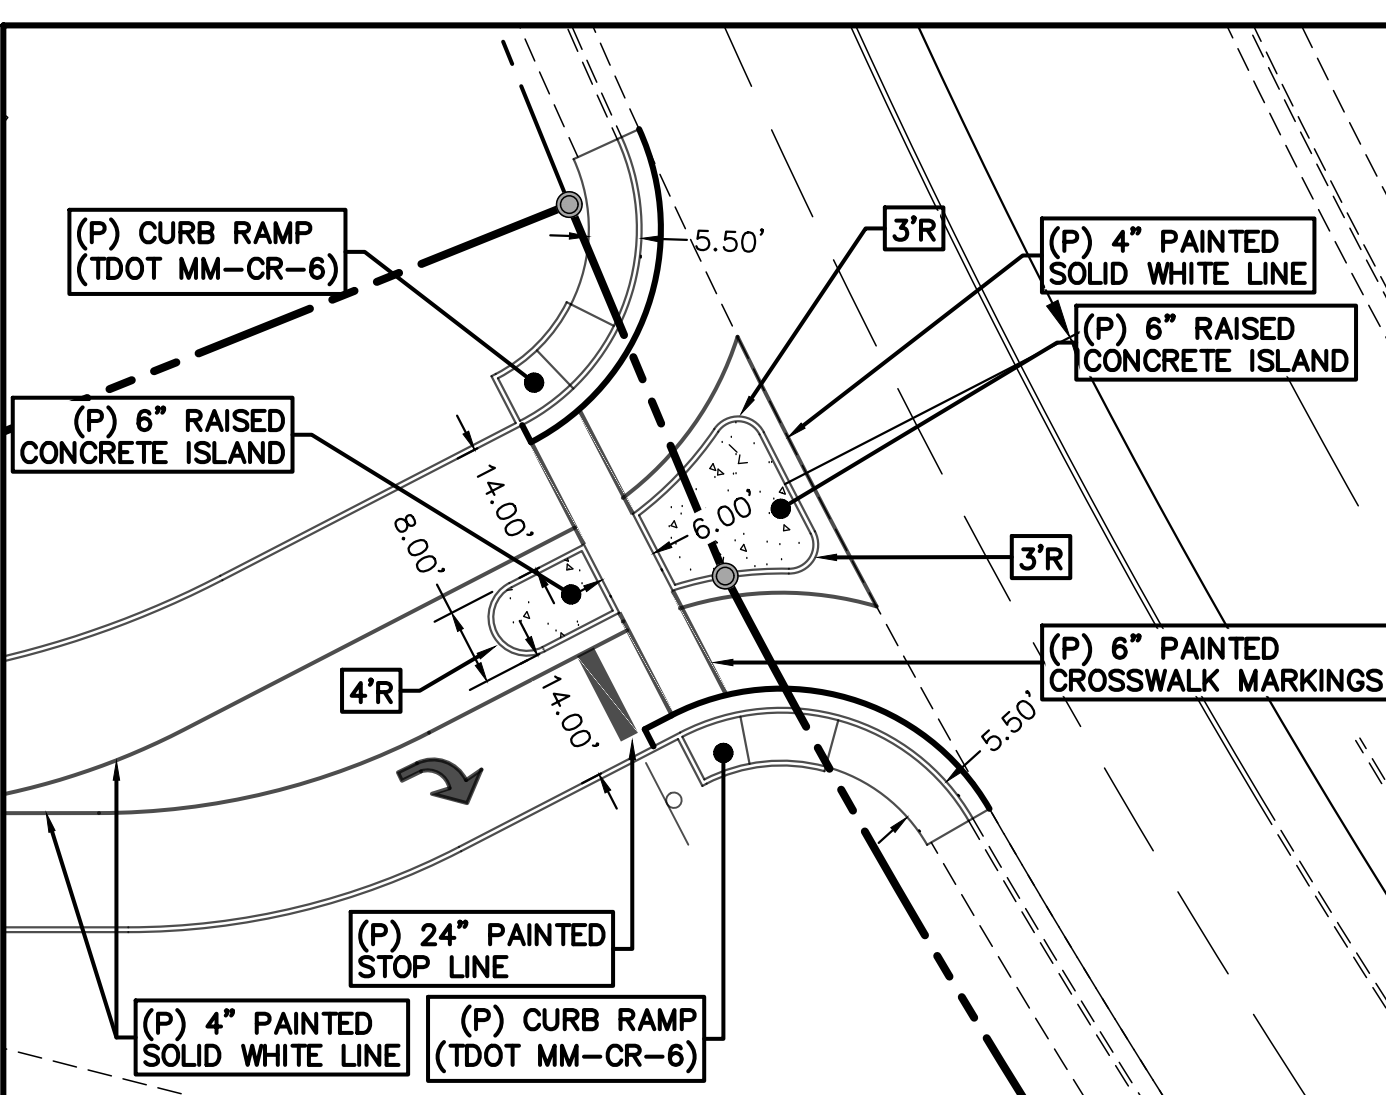 (P) CURB RAMP
(TDOT MM-CR-6)
5.50'
3'R
(P) 4" PAINTED
SOLID WHITE LINE
(P) 6" RAISED
CONCRETE ISLAND
(P) 6" RAISED
CONCRETE ISLAND
14.00'
8.00'
6.00'
3'R
4'R
14.00'
(P) 6" PAINTED
CROSSWALK MARKINGS
5.50'
(P) 24" PAINTED
STOP LINE
(P) 4" PAINTED
SOLID WHITE LINE
(P) CURB RAMP
(TDOT MM-CR-6)